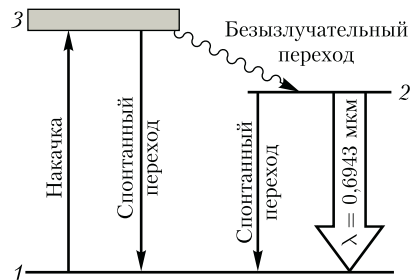 3
Безызлучательный
переход
2
Накачка
Спонтанный
переход
Спонтанный
переход
λ = 0,6943 мкм
1